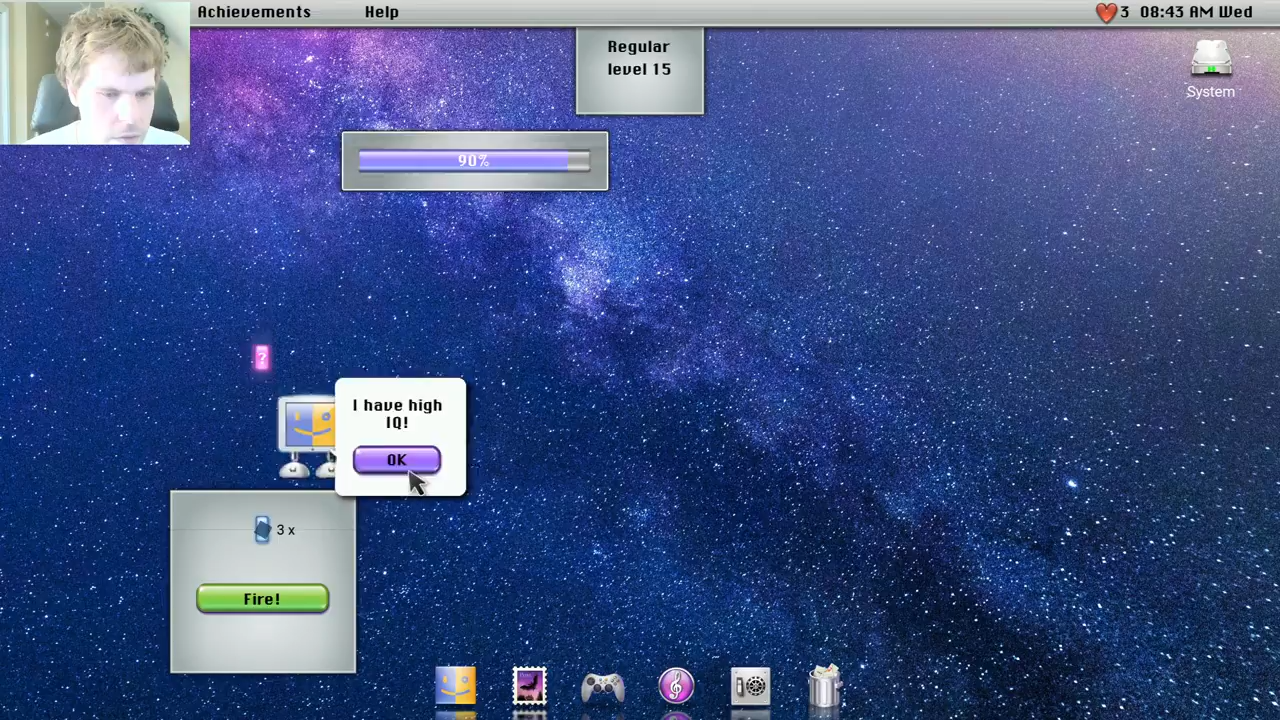 Achievements Help 3 08:43 AM Wed
Regular
level 15
System
90%
?
I have high
IQ!
OK
3 x
Fire!